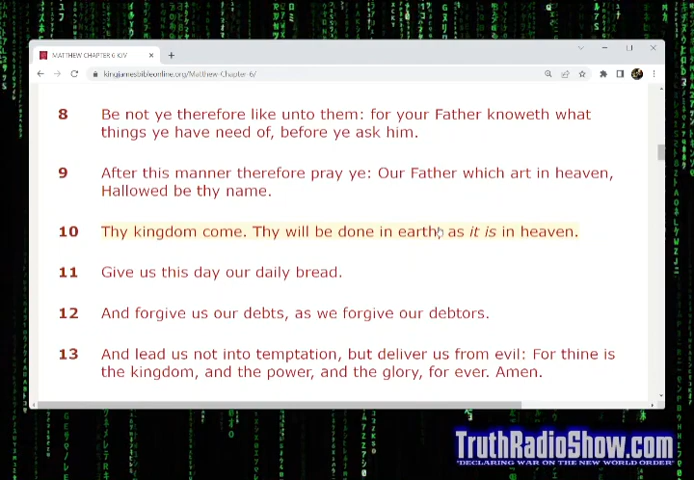 MATTHEW CHAPTER 6 KJV
kingjamesbibleonline.org/Matthew-Chapter-6/
8 Be not ye therefore like unto them: for your Father knoweth what
things ye have need of, before ye ask him.
9 After this manner therefore pray ye: Our Father which art in heaven,
Hallowed be thy name.
10 Thy kingdom come. Thy will be done in earth, as it is in heaven.
11 Give us this day our daily bread.
12 And forgive us our debts, as we forgive our debtors.
13 And lead us not into temptation, but deliver us from evil: For thine is
the kingdom, and the power, and the glory, for ever. Amen.
TruthRadioShow.com
"DECLARING WAR ON THE NEW WORLD ORDER"